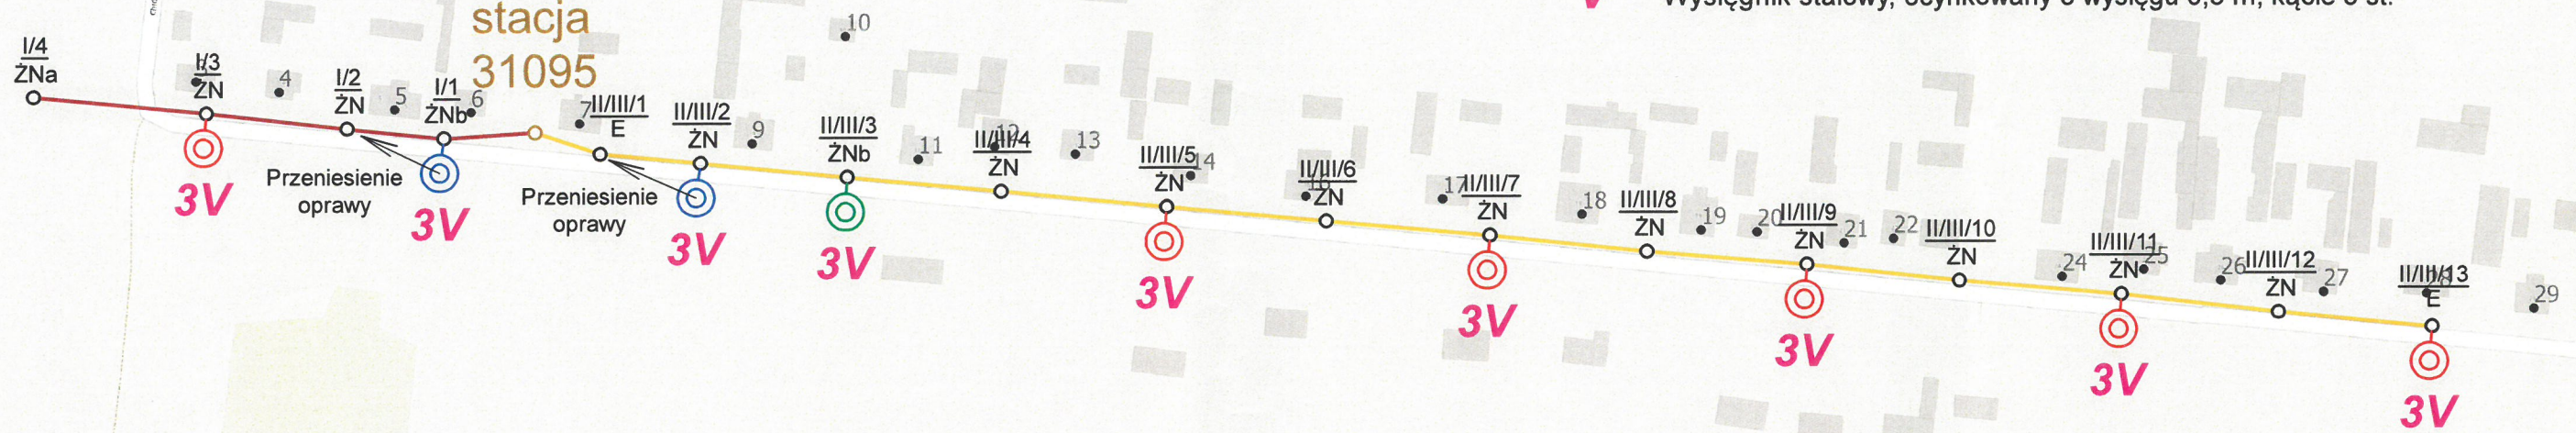 stacja
31095
I/4
ŻNa
I/3
ŻN
4
I/2
ŻN
5
I/1
ŻNb
6
7
II/III/1
E
II/III/2
ŻN
9
10
II/III/3
ŻNb
11
12
II/III/4
ŻN
13
II/III/5
ŻN
14
16
II/III/6
ŻN
17
II/III/7
ŻN
18
II/III/8
ŻN
19
20
II/III/9
ŻN
21
22
II/III/10
ŻN
24
II/III/11
ŻN
25
26
II/III/12
ŻN
27
II/III/13
E
28
29
Przeniesienie
oprawy
Przeniesienie
oprawy
3V
3V
3V
3V
3V
3V
3V
3V
3V